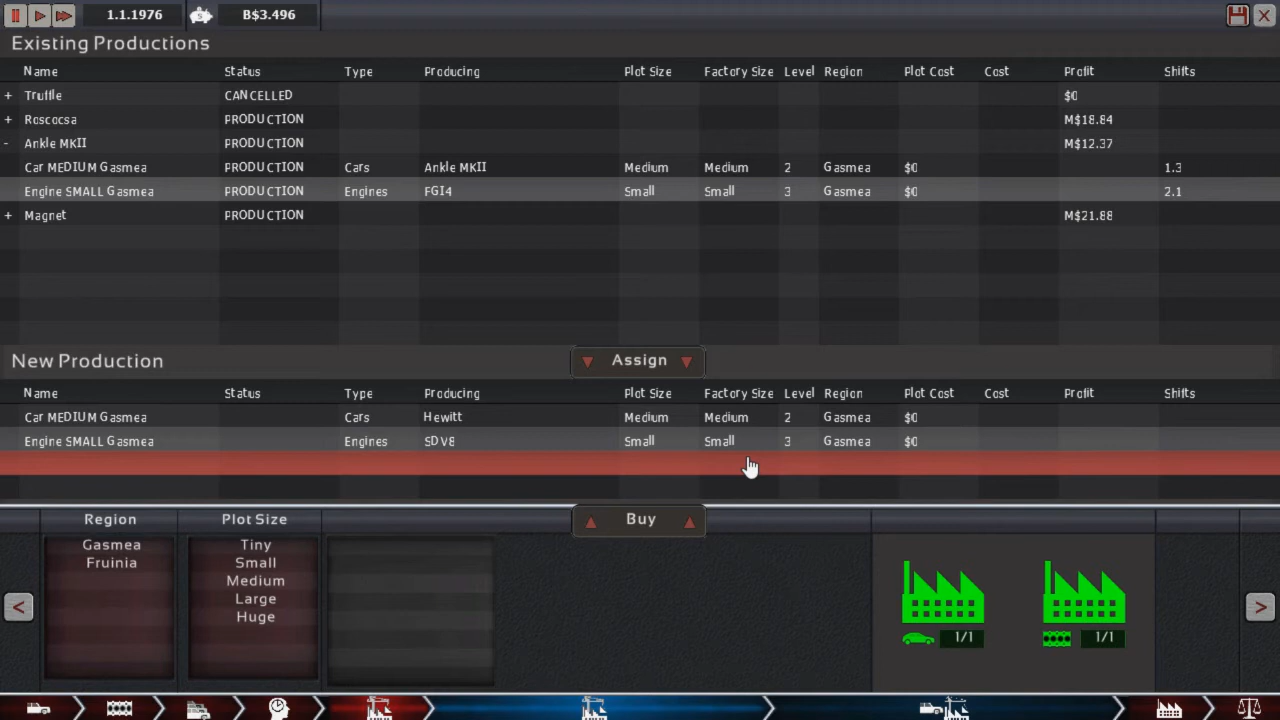 1.1.1976 B$3.496
Existing Productions
Name Status Type Producing Plot Size Factory Size Level Region Plot Cost Cost Profit Shifts
+ Truffle CANCELLED $0
+ Roscocsa PRODUCTION M$18.84
- Ankle MKII PRODUCTION M$12.37
Car MEDIUM Gasmea PRODUCTION Cars Ankle MKII Medium Medium 2 Gasmea $0 1.3
Engine SMALL Gasmea PRODUCTION Engines FGI4 Small Small 3 Gasmea $0 2.1
+ Magnet PRODUCTION M$21.88
New Production Assign
Name Status Type Producing Plot Size Factory Size Level Region Plot Cost Cost Profit Shifts
Car MEDIUM Gasmea Cars Hewitt Medium Medium 2 Gasmea $0
Engine SMALL Gasmea Engines SDV8 Small Small 3 Gasmea $0
Region Plot Size Buy
Gasmea Tiny
Fruinia Small
Medium
Large
Huge
< >
1/1 1/1